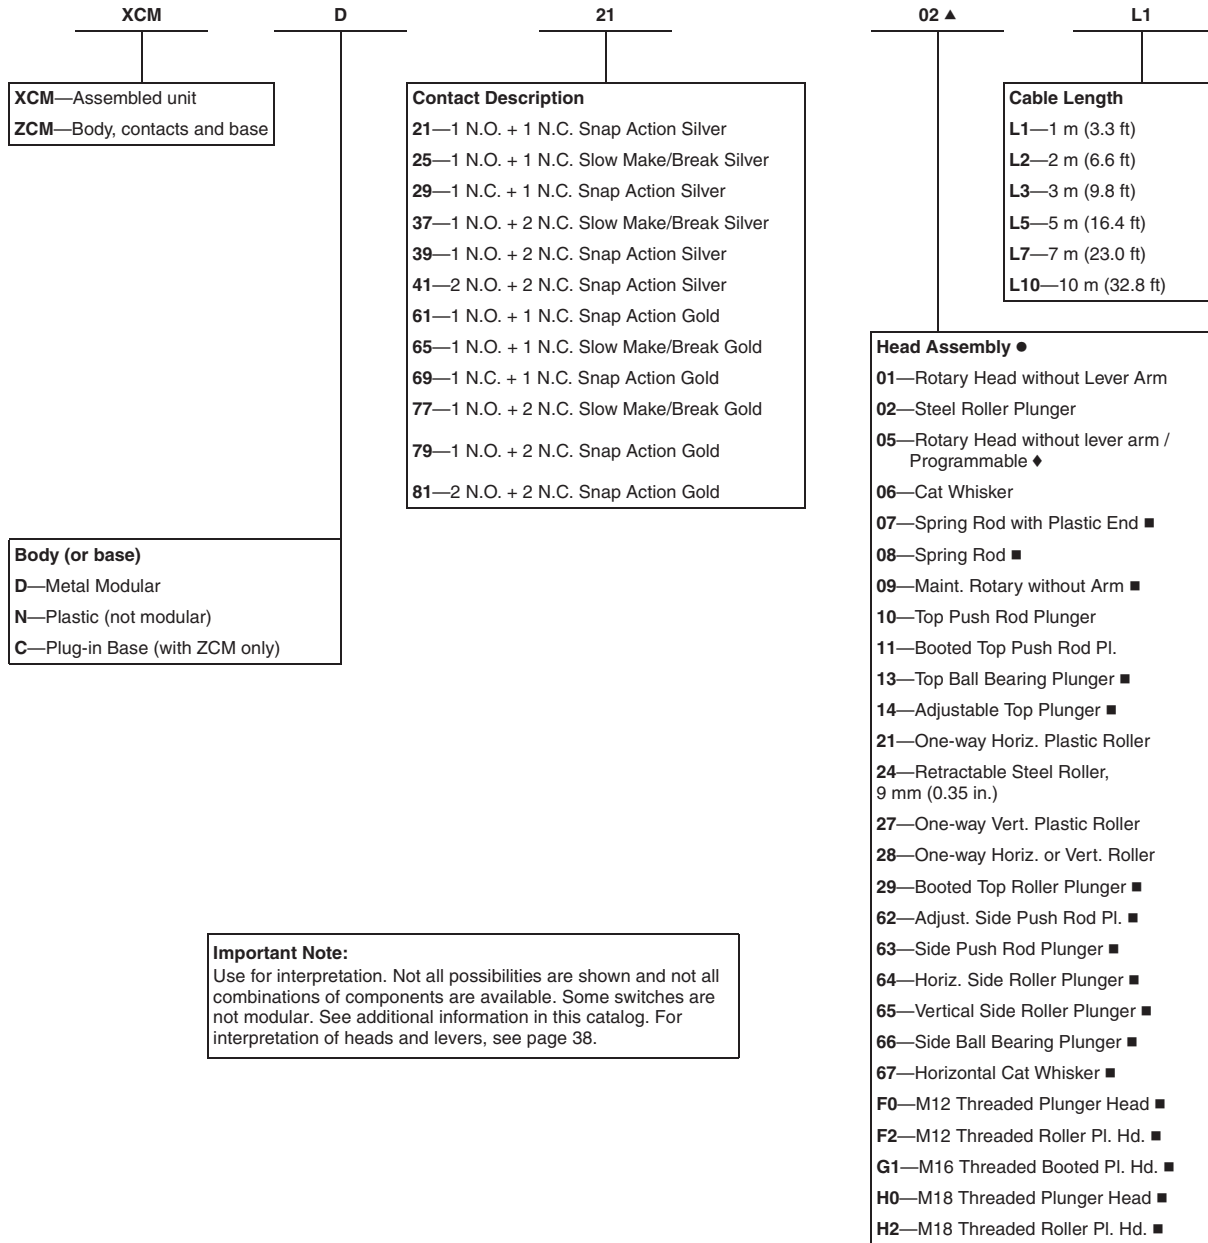 XCM D 21 02 ▲ L1
XCM—Assembled unit
ZCM—Body, contacts and base
Contact Description
21—1 N.O. + 1 N.C. Snap Action Silver
25—1 N.O. + 1 N.C. Slow Make/Break Silver
29—1 N.C. + 1 N.C. Snap Action Silver
37—1 N.O. + 2 N.C. Slow Make/Break Silver
39—1 N.O. + 2 N.C. Snap Action Silver
41—2 N.O. + 2 N.C. Snap Action Silver
61—1 N.O. + 1 N.C. Snap Action Gold
65—1 N.O. + 1 N.C. Slow Make/Break Gold
69—1 N.C. + 1 N.C. Snap Action Gold
77—1 N.O. + 2 N.C. Slow Make/Break Gold
79—1 N.O. + 2 N.C. Snap Action Gold
81—2 N.O. + 2 N.C. Snap Action Gold
Cable Length
L1—1 m (3.3 ft)
L2—2 m (6.6 ft)
L3—3 m (9.8 ft)
L5—5 m (16.4 ft)
L7—7 m (23.0 ft)
L10—10 m (32.8 ft)
Body (or base)
D—Metal Modular
N—Plastic (not modular)
C—Plug-in Base (with ZCM only)
Head Assembly ●
01—Rotary Head without Lever Arm
02—Steel Roller Plunger
05—Rotary Head without lever arm /
Programmable ♦
06—Cat Whisker
07—Spring Rod with Plastic End ■
08—Spring Rod ■
09—Maint. Rotary without Arm ■
10—Top Push Rod Plunger
11—Booted Top Push Rod Pl.
13—Top Ball Bearing Plunger ■
14—Adjustable Top Plunger ■
21—One-way Horiz. Plastic Roller
24—Retractable Steel Roller,
9 mm (0.35 in.)
27—One-way Vert. Plastic Roller
28—One-way Horiz. or Vert. Roller
29—Booted Top Roller Plunger ■
62—Adjust. Side Push Rod Pl. ■
63—Side Push Rod Plunger ■
64—Horiz. Side Roller Plunger ■
65—Vertical Side Roller Plunger ■
66—Side Ball Bearing Plunger ■
67—Horizontal Cat Whisker ■
F0—M12 Threaded Plunger Head ■
F2—M12 Threaded Roller Pl. Hd. ■
G1—M16 Threaded Booted Pl. Hd. ■
H0—M18 Threaded Plunger Head ■
H2—M18 Threaded Roller Pl. Hd. ■
Important Note:
Use for interpretation. Not all possibilities are shown and not all
combinations of components are available. Some switches are
not modular. See additional information in this catalog. For
interpretation of heads and levers, see page 38.